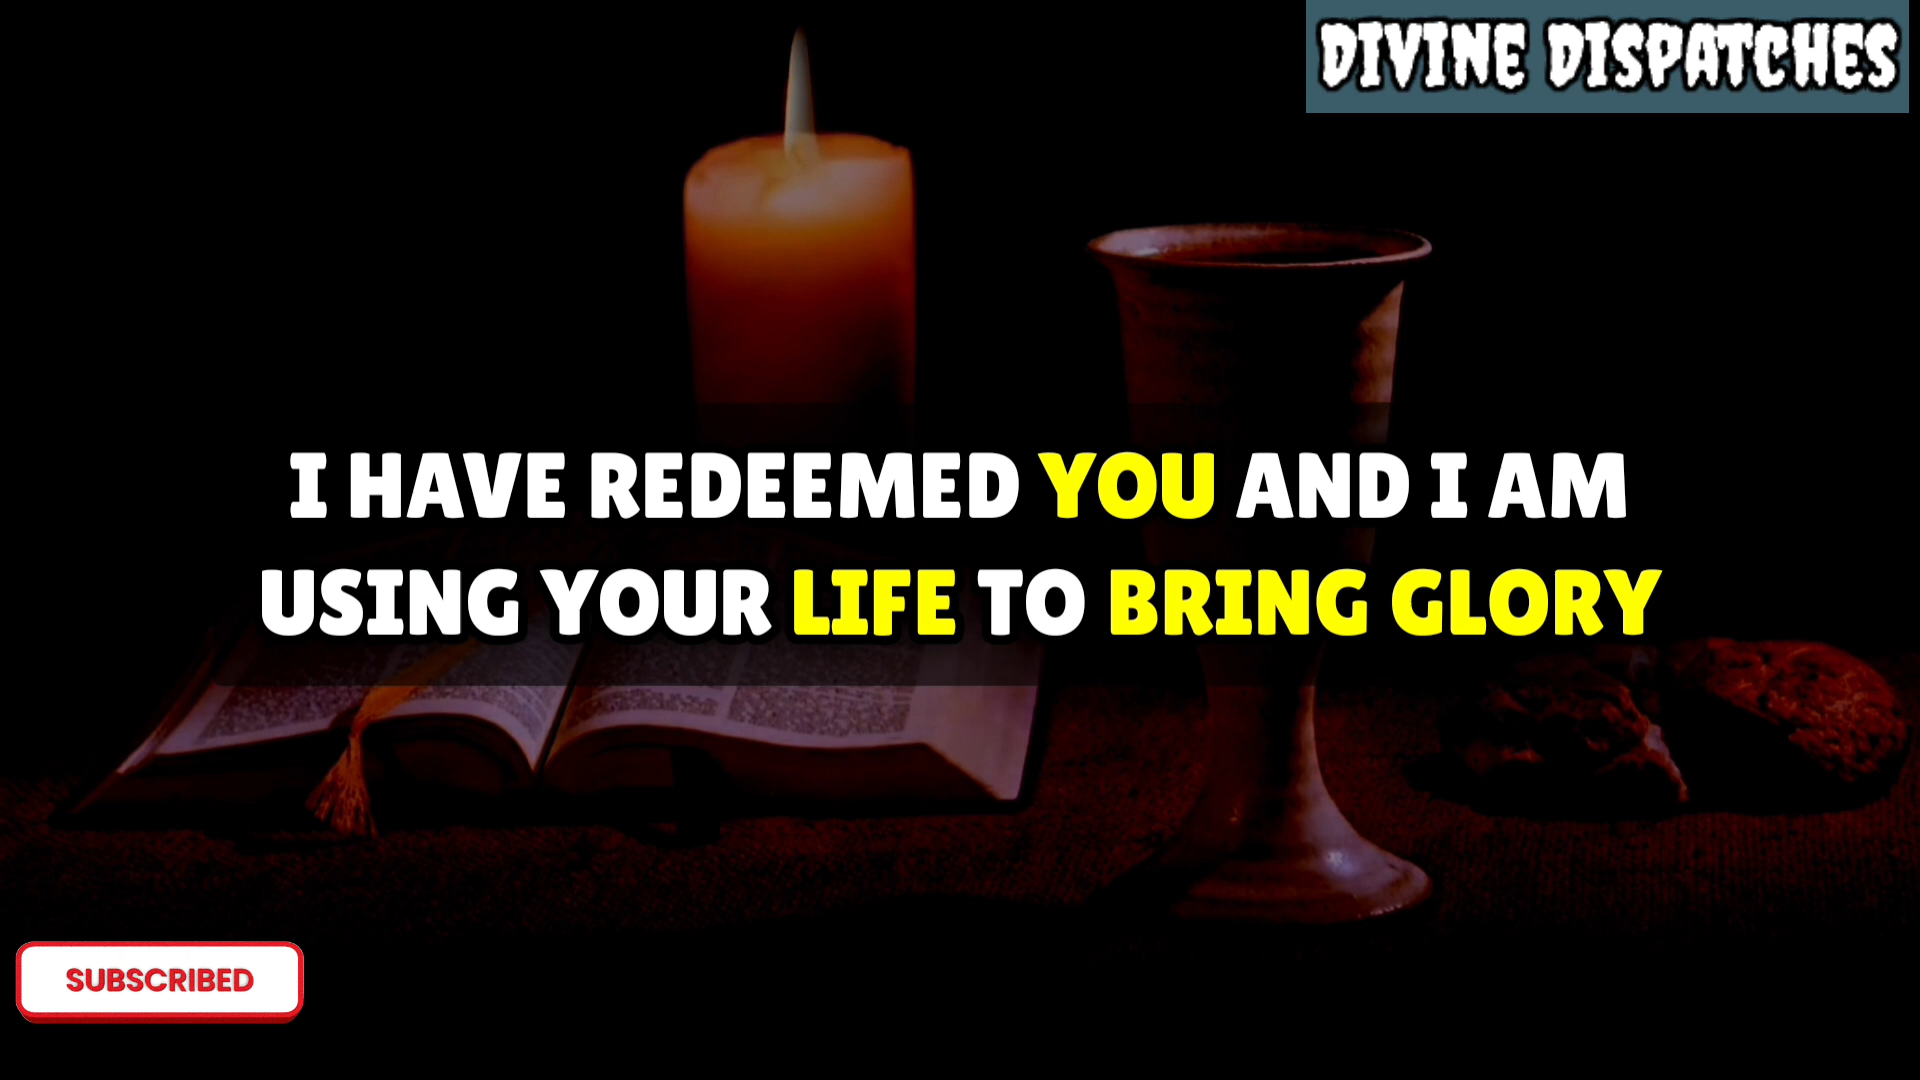 DIVINE DISPATCHES
I HAVE REDEEMED YOU AND I AM
USING YOUR LIFE TO BRING GLORY
SUBSCRIBED